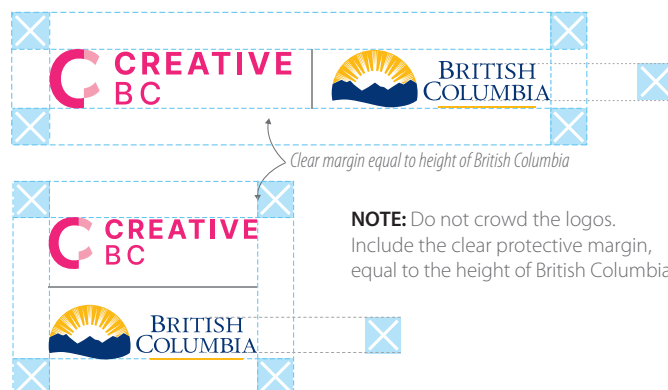 CREATIVE
BC
BRITISH
COLUMBIA
Clear margin equal to height of British Columbia
CREATIVE
BC
NOTE: Do not crowd the logos.
Include the clear protective margin,
equal to the height of British Columbia
BRITISH
COLUMBIA